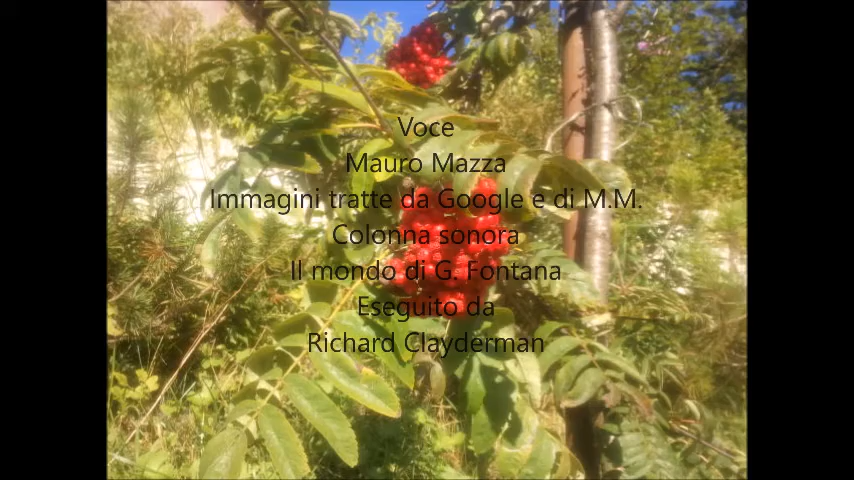 Voce
Mauro Mazza
Immagini tratte da Google e di M.M.
Colonna sonora
Il mondo di G. Fontana
Eseguito da
Richard Clayderman